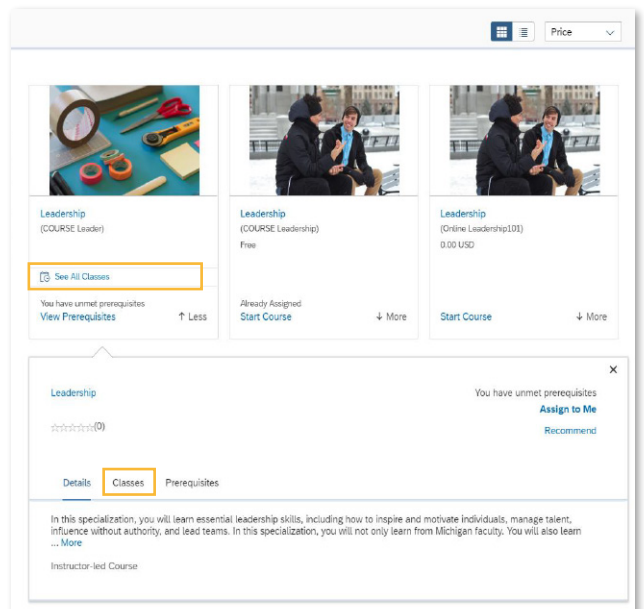 Price
Leadership
(COURSE Leader)
See All Classes
You have unmet prerequisites
View Prerequisites
↑ Less
Leadership
(COURSE Leadership)
Free
Already Assigned
Start Course
↓ More
Leadership
(Online Leadership101)
0.00 USD
Start Course
↓ More
×
Leadership
☆☆☆☆☆(0)
You have unmet prerequisites
Assign to Me
Recommend
Details Classes Prerequisites
In this specialization, you will learn essential leadership skills, including how to inspire and motivate individuals, manage talent,
influence without authority, and lead teams. In this specialization, you will not only learn from Michigan faculty. You will also learn
... More
Instructor-led Course